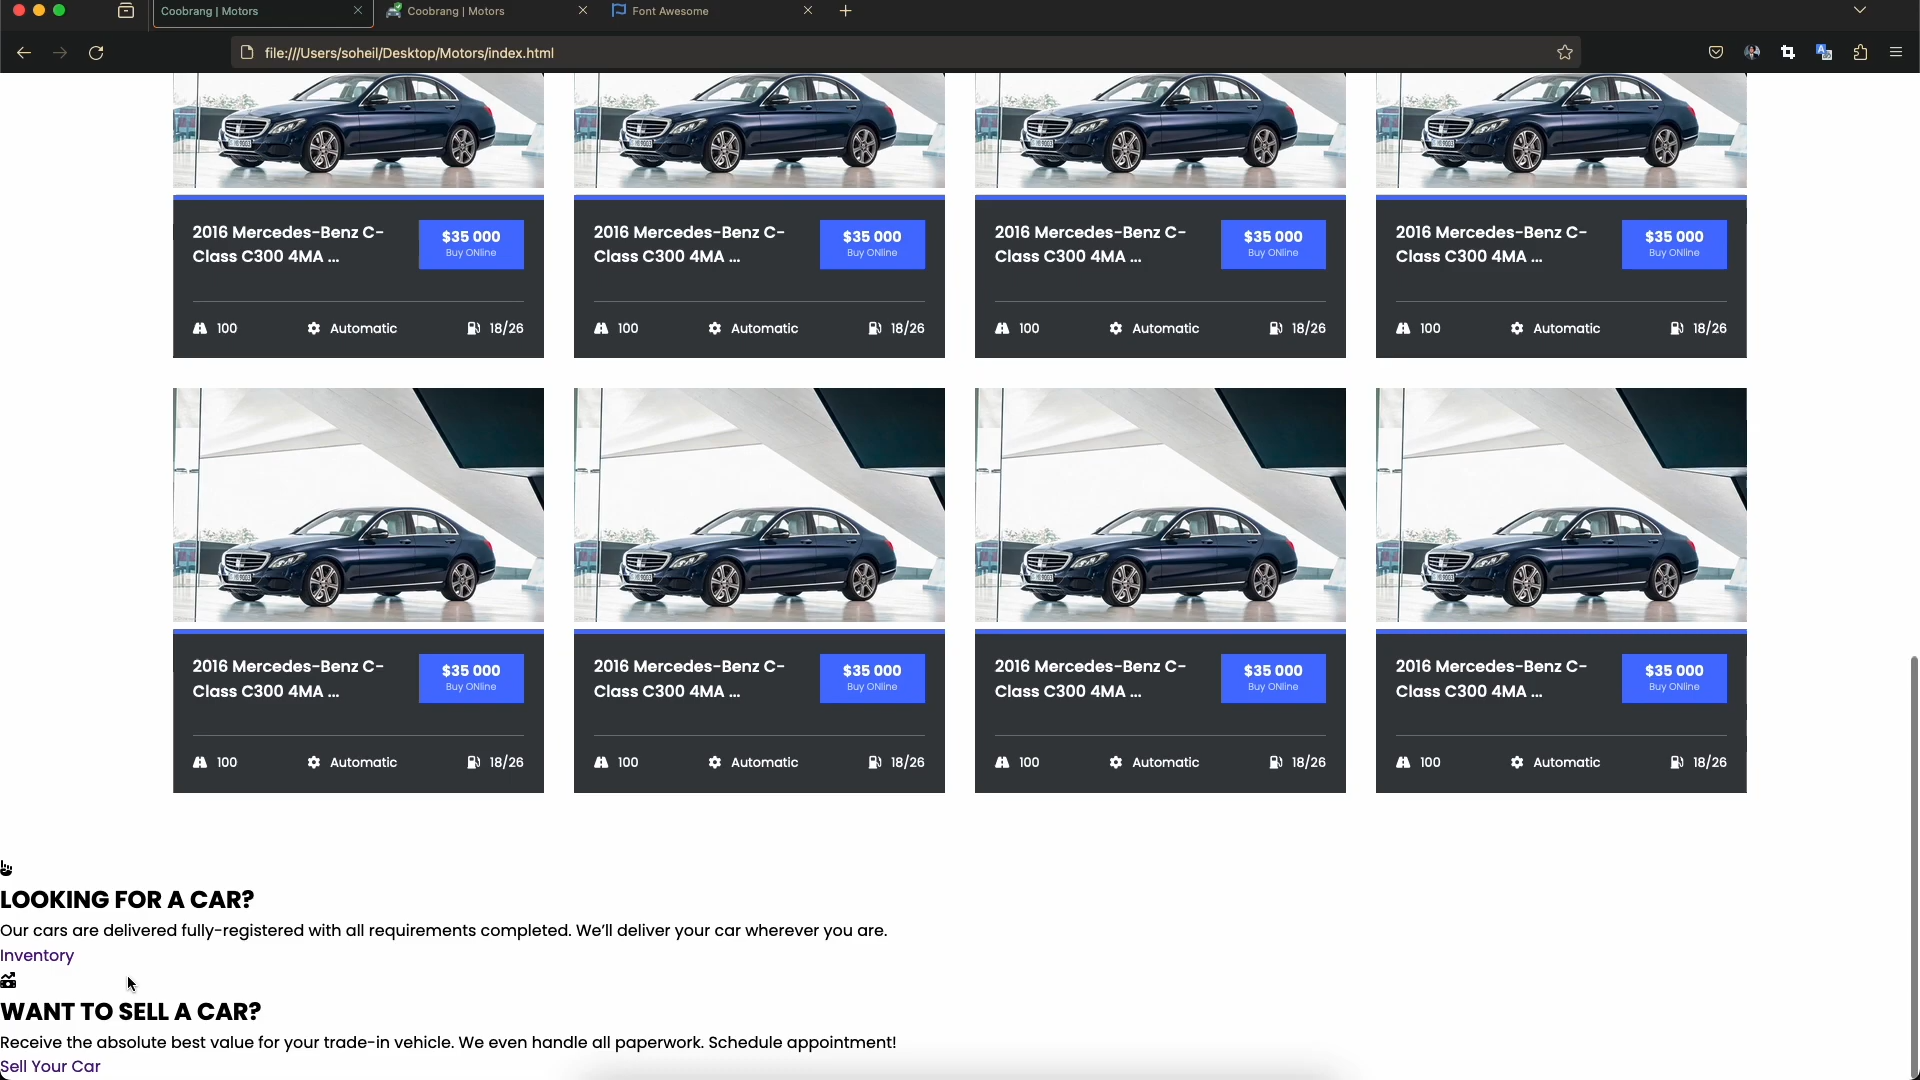 Coobrang | Motors
Coobrang | Motors
Font Awesome
file:///Users/soheil/Desktop/Motors/index.html
2016 Mercedes-Benz C-
Class C300 4MA ...
$35 000
Buy ONline
100
Automatic
18/26
2016 Mercedes-Benz C-
Class C300 4MA ...
$35 000
Buy ONline
100
Automatic
18/26
2016 Mercedes-Benz C-
Class C300 4MA ...
$35 000
Buy ONline
100
Automatic
18/26
2016 Mercedes-Benz C-
Class C300 4MA ...
$35 000
Buy ONline
100
Automatic
18/26
2016 Mercedes-Benz C-
Class C300 4MA ...
$35 000
Buy ONline
100
Automatic
18/26
2016 Mercedes-Benz C-
Class C300 4MA ...
$35 000
Buy ONline
100
Automatic
18/26
2016 Mercedes-Benz C-
Class C300 4MA ...
$35 000
Buy ONline
100
Automatic
18/26
2016 Mercedes-Benz C-
Class C300 4MA ...
$35 000
Buy ONline
100
Automatic
18/26
LOOKING FOR A CAR?
Our cars are delivered fully-registered with all requirements completed. We’ll deliver your car wherever you are.
Inventory
WANT TO SELL A CAR?
Receive the absolute best value for your trade-in vehicle. We even handle all paperwork. Schedule appointment!
Sell Your Car